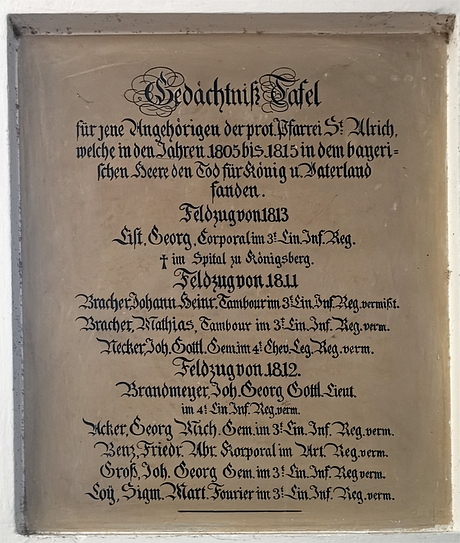 Gedächtniß Tafel
für jene Angehörigen der prot. Pfarrei St. Ulrich,
welche in den Jahren 1805 bis 1815 in dem bayeri=
schen Heere den Tod für König u. Vaterland
fanden.
Feldzug von 1813
List, Georg, Corporal im 3t. Lin. Inf. Reg.
† im Spital zu Königsberg.
Feldzug von 1811
Bracher Johann Heinr. Tambour im 3t. Lin. Inf. Reg. vermißt.
Bracher, Mathias, Tambour im 3t. Lin. Inf. Reg. verm.
Necker Joh. Gottl. Gem. im 4t. Chev. Leg. Reg. verm.
Feldzug von 1812.
Brandmeyer, Joh. Georg Gottl. Lieut.
im 4t. Lin. Inf. Reg. verm.
Acker, Georg Mich. Gem. im 3t. Lin. Inf. Reg. verm.
Benz, Friedr. Abr. Korporal im Art. Reg. verm.
Groß, Joh. Georg Gem. im 3t. Lin. Inf. Reg. verm.
Loÿ, Sigm. Mart. Fourier im 3t. Lin. Inf. Reg. verm.